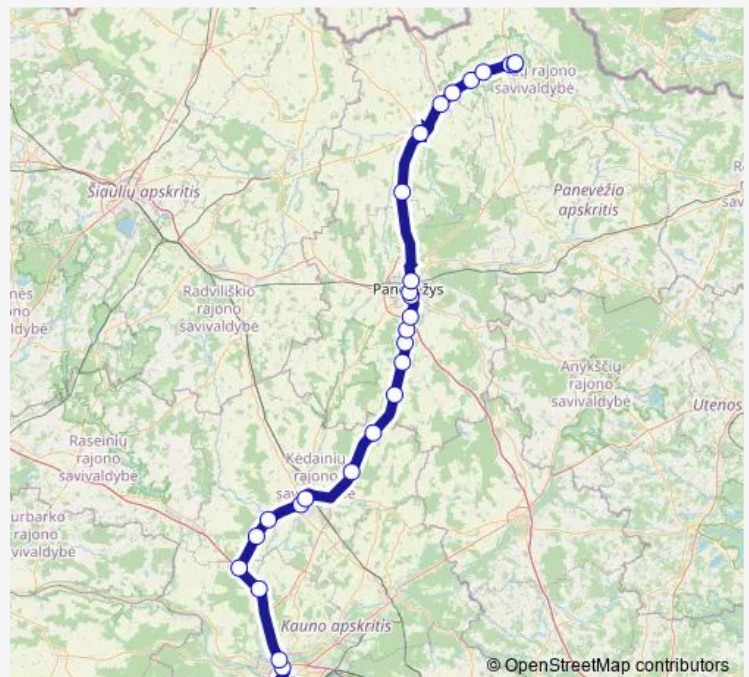 savivaldybė
Šiaulių apskritis
Panevėžio
apskritis
Radviliškio
rajono
savivaldybė
Anykščių
rajono
savivaldybė
Utenos
Raseinių
rajono
savivaldybė
Kėdainių
rajono
rajono
Kauno apskritis
© OpenStreetMap contributors